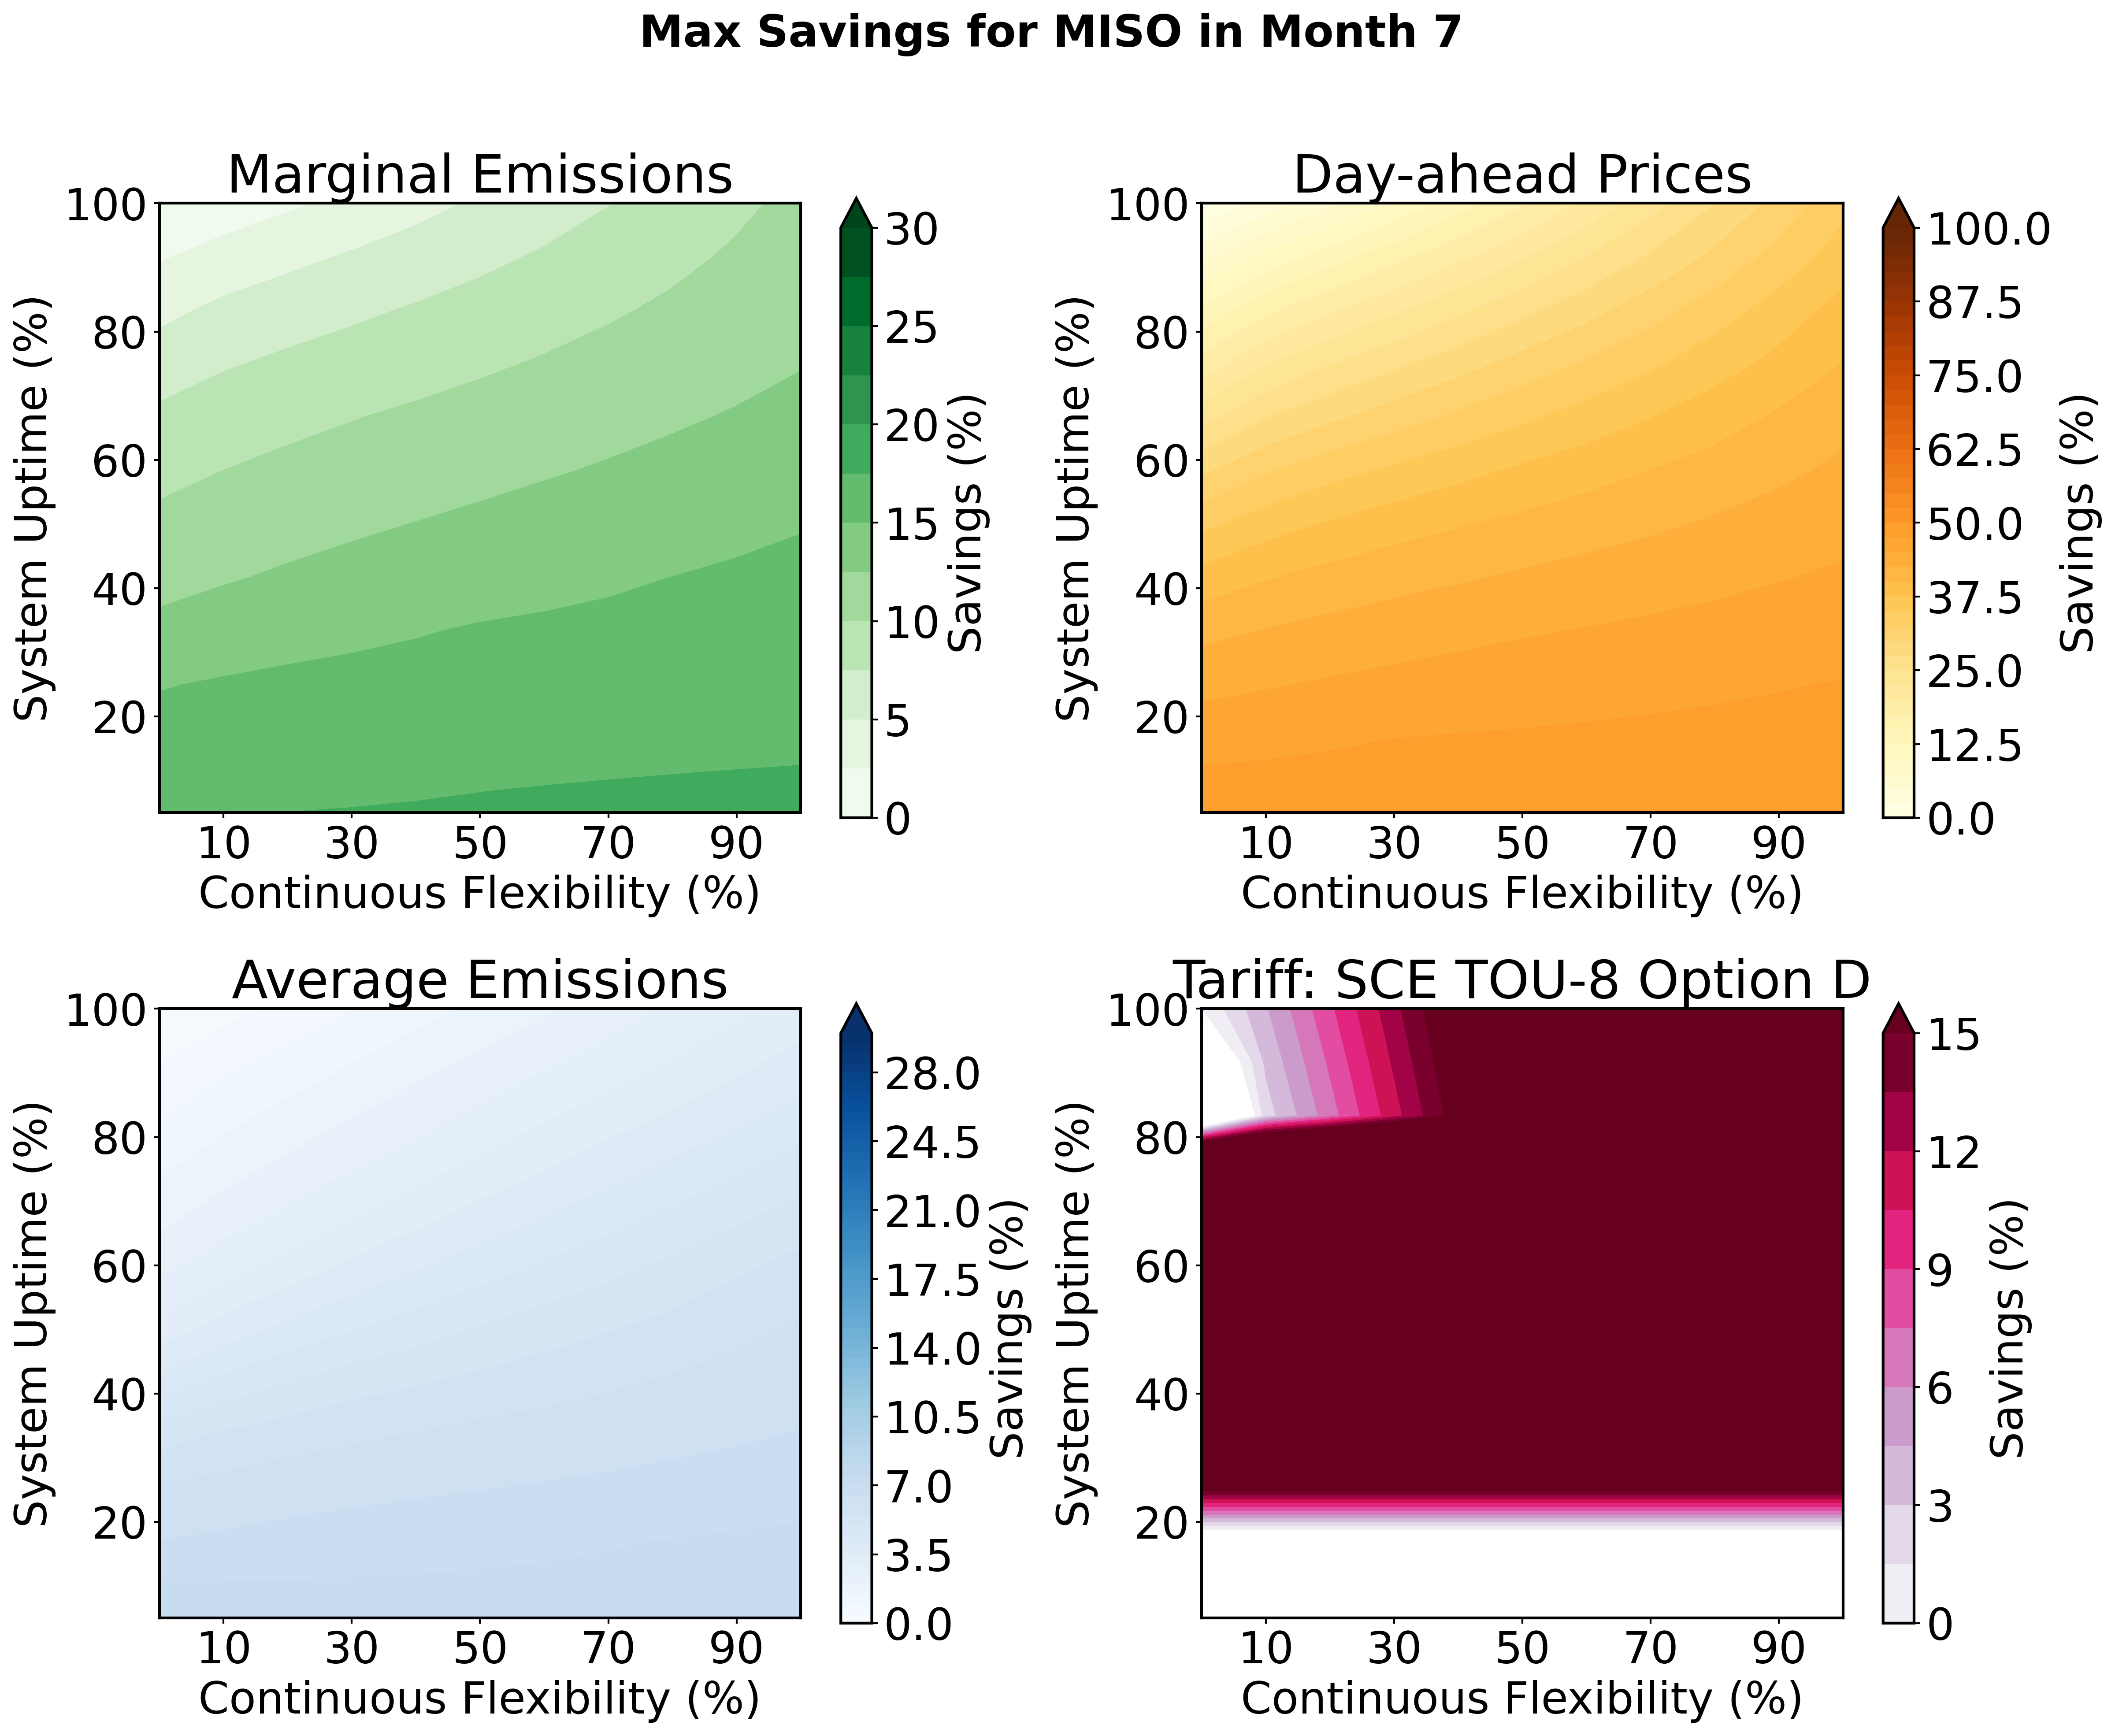 Max Savings for MISO in Month 7
Marginal Emissions
100
80
60
40
20
System Uptime (%)
10 30 50 70 90
Continuous Flexibility (%)
30
25
20
15
10
5
0
Savings (%)
Day-ahead Prices
100
80
60
40
20
System Uptime (%)
10 30 50 70 90
Continuous Flexibility (%)
100.0
87.5
75.0
62.5
50.0
37.5
25.0
12.5
0.0
Savings (%)
Average Emissions
100
80
60
40
20
System Uptime (%)
10 30 50 70 90
Continuous Flexibility (%)
28.0
24.5
21.0
17.5
14.0
10.5
7.0
3.5
0.0
Savings (%)
Tariff: SCE TOU-8 Option D
100
80
60
40
20
System Uptime (%)
10 30 50 70 90
Continuous Flexibility (%)
15
12
9
6
3
0
Savings (%)